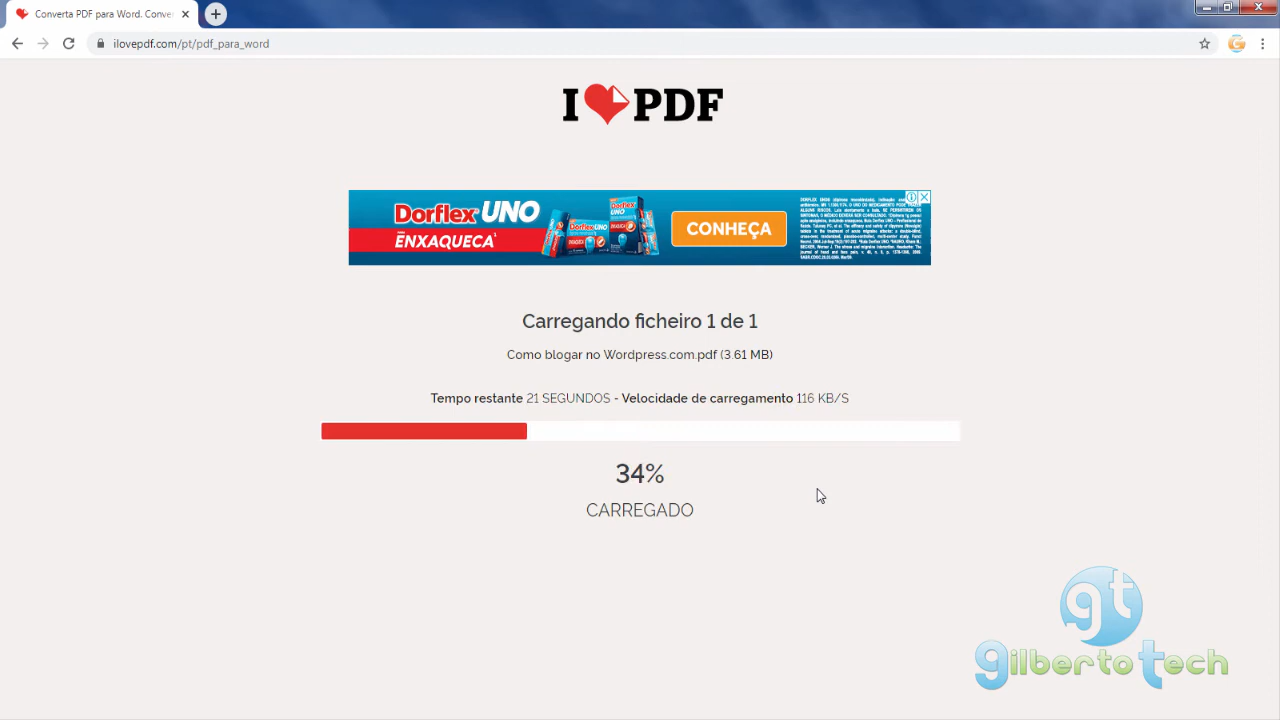 Converta PDF para Word. Conve
ilovepdf.com/pt/pdf_para_word
I PDF
Dorflex UNO
ENXAQUECA¹
CONHEÇA
Carregando ficheiro 1 de 1
Como blogar no Wordpress.com.pdf (3.61 MB)
Tempo restante 21 SEGUNDOS - Velocidade de carregamento 116 KB/S
34%
CARREGADO
gt
gilberto tech